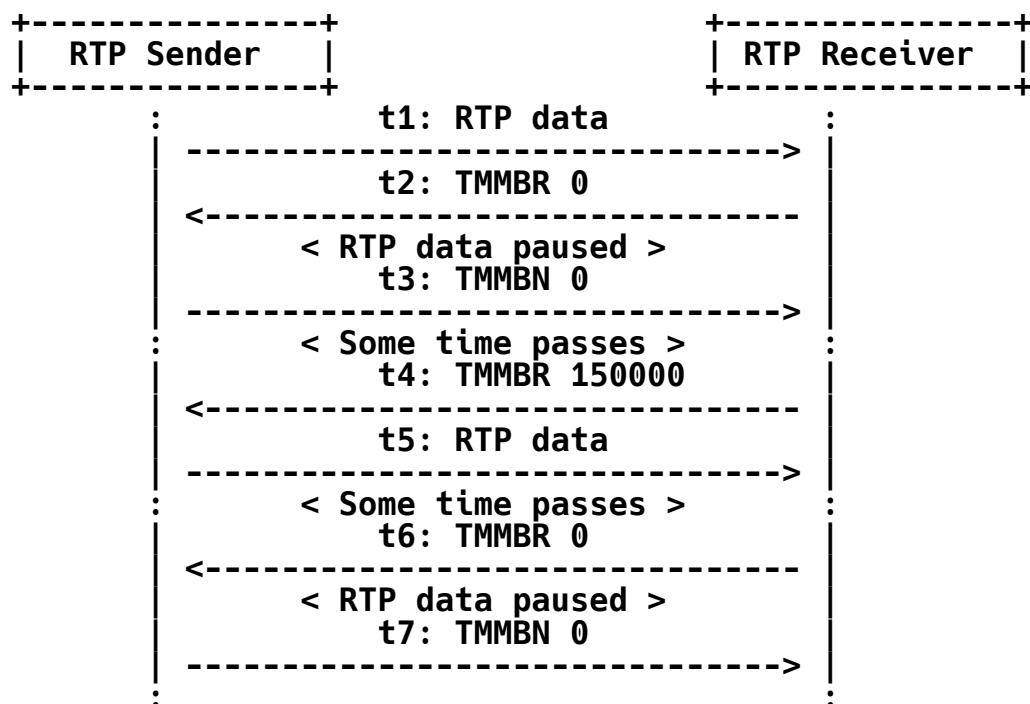 +---------------+                   +---------------+
|  RTP Sender   |                   | RTP Receiver  |
+---------------+                   +---------------+
       :           t1: RTP data           :
       | -------------------------------> |
       |           t2: TMMBR 0            |
       | <------------------------------- |
       |       < RTP data paused >        |
       |           t3: TMMBN 0            |
       | -------------------------------> |
       :       < Some time passes >       :
       |           t4: TMMBR 150000       |
       | <------------------------------- |
       |           t5: RTP data           |
       | -------------------------------> |
       :       < Some time passes >       :
       |           t6: TMMBR 0            |
       | <------------------------------- |
       |       < RTP data paused >        |
       |           t7: TMMBN 0            |
       | -------------------------------> |
       :                                  :